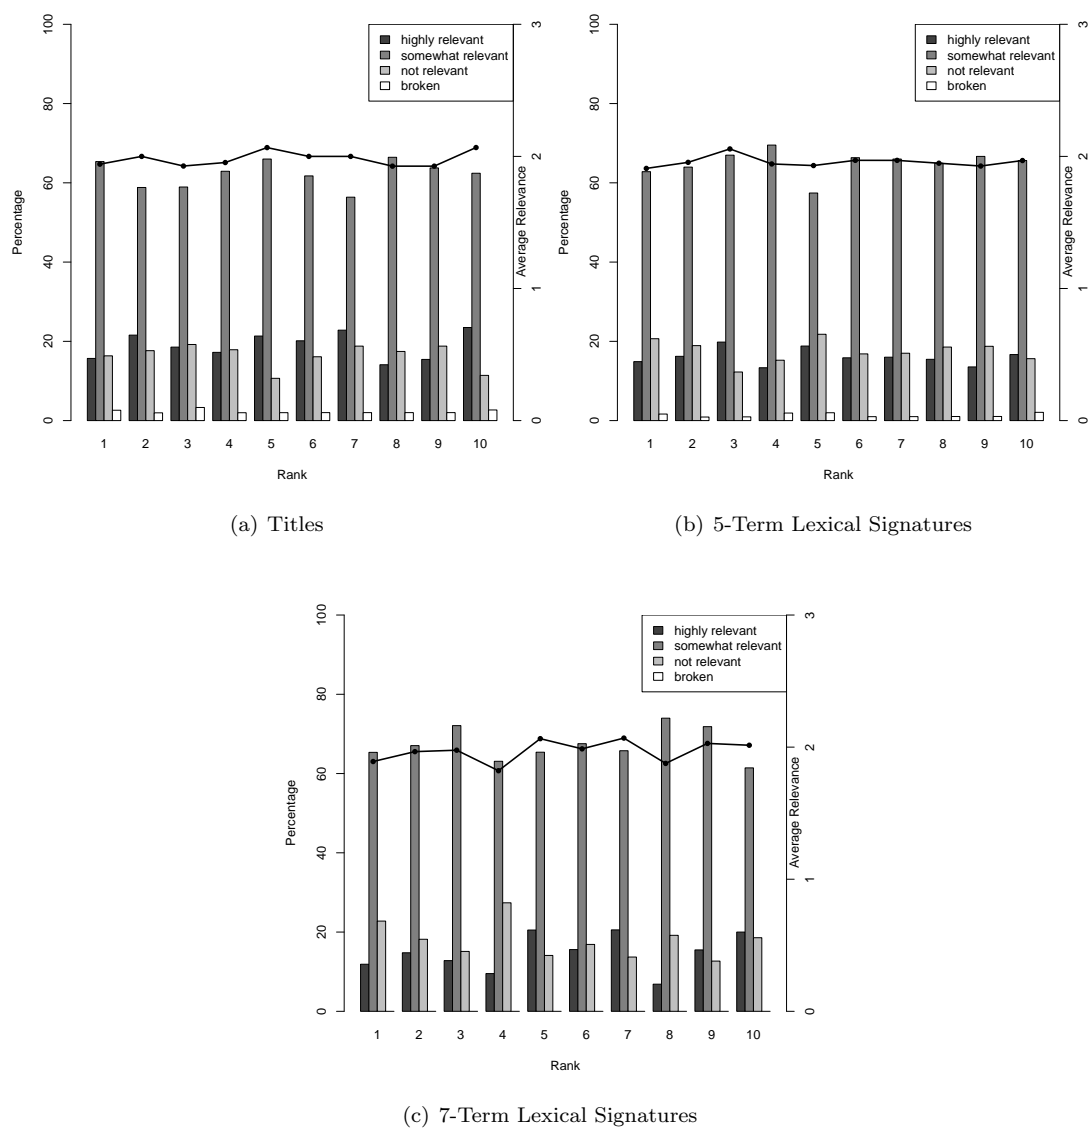 100
80
60
40
20
0
Percentage
3
2
1
0
Average Relevance
highly relevant
somewhat relevant
not relevant
broken
1 2 3 4 5 6 7 8 9 10
Rank
(a) Titles
100
80
60
40
20
0
Percentage
3
2
1
0
Average Relevance
highly relevant
somewhat relevant
not relevant
broken
1 2 3 4 5 6 7 8 9 10
Rank
(b) 5-Term Lexical Signatures
100
80
60
40
20
0
Percentage
3
2
1
0
Average Relevance
highly relevant
somewhat relevant
not relevant
broken
1 2 3 4 5 6 7 8 9 10
Rank
(c) 7-Term Lexical Signatures